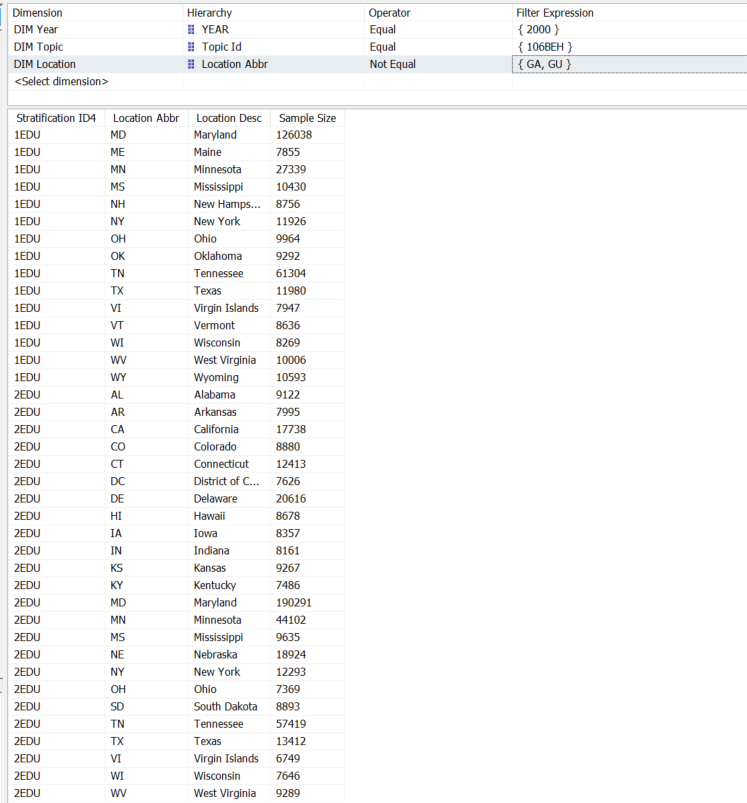 Dimension Hierarchy Operator Filter Expression
DIM Year YEAR Equal { 2000 }
DIM Topic Topic Id Equal { 106BEH }
DIM Location Location Abbr Not Equal { GA, GU }
<Select dimension>
Stratification ID4 Location Abbr Location Desc Sample Size
1EDU MD Maryland 126038
1EDU ME Maine 7855
1EDU MN Minnesota 27339
1EDU MS Mississippi 10430
1EDU NH New Hamps... 8756
1EDU NY New York 11926
1EDU OH Ohio 9964
1EDU OK Oklahoma 9292
1EDU TN Tennessee 61304
1EDU TX Texas 11980
1EDU VI Virgin Islands 7947
1EDU VT Vermont 8636
1EDU WI Wisconsin 8269
1EDU WV West Virginia 10006
1EDU WY Wyoming 10593
2EDU AL Alabama 9122
2EDU AR Arkansas 7995
2EDU CA California 17738
2EDU CO Colorado 8880
2EDU CT Connecticut 12413
2EDU DC District of C... 7626
2EDU DE Delaware 20616
2EDU HI Hawaii 8678
2EDU IA Iowa 8357
2EDU IN Indiana 8161
2EDU KS Kansas 9267
2EDU KY Kentucky 7486
2EDU MD Maryland 190291
2EDU MN Minnesota 44102
2EDU MS Mississippi 9635
2EDU NE Nebraska 18924
2EDU NY New York 12293
2EDU OH Ohio 7369
2EDU SD South Dakota 8893
2EDU TN Tennessee 57419
2EDU TX Texas 13412
2EDU VI Virgin Islands 6749
2EDU WI Wisconsin 7646
2EDU WV West Virginia 9289